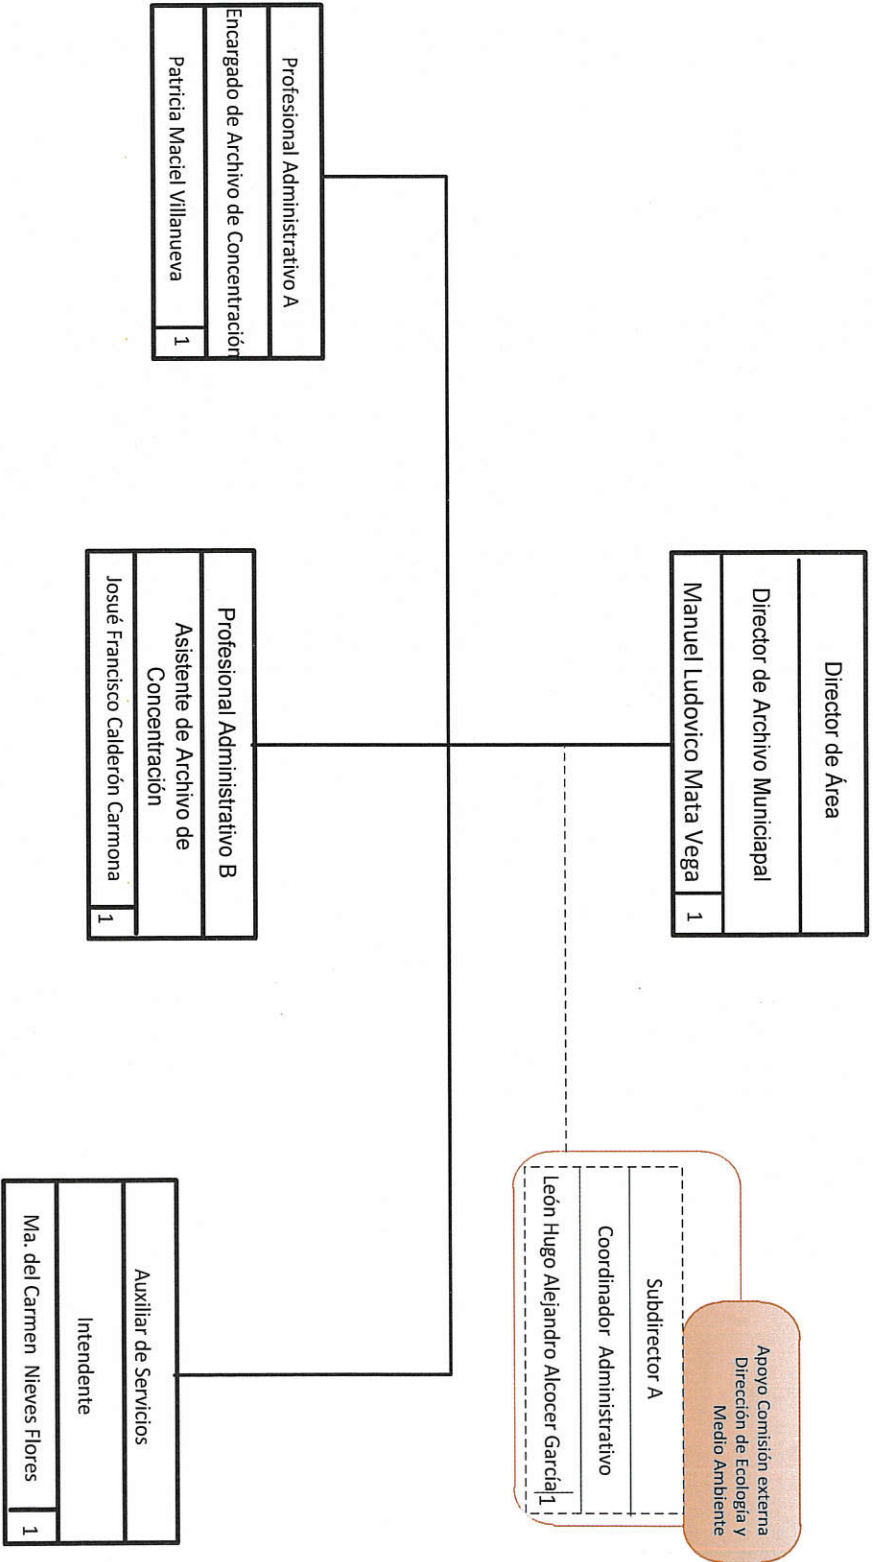 Director de Área
Director de Archivo Municiapal
Manuel Ludovico Mata Vega 1
Apoyo Comisión externa
Dirección de Ecología y
Medio Ambiente
Subdirector A
Coordinador Administrativo
León Hugo Alejandro Alcocer García 1
Profesional Administrativo A
Encargado de Archivo de Concentración
Patricia Maciel Villanueva 1
Profesional Administrativo B
Asistente de Archivo de
Concentración
Josué Francisco Calderón Carmona 1
Auxiliar de Servicios
Intendente
Ma. del Carmen Nieves Flores 1